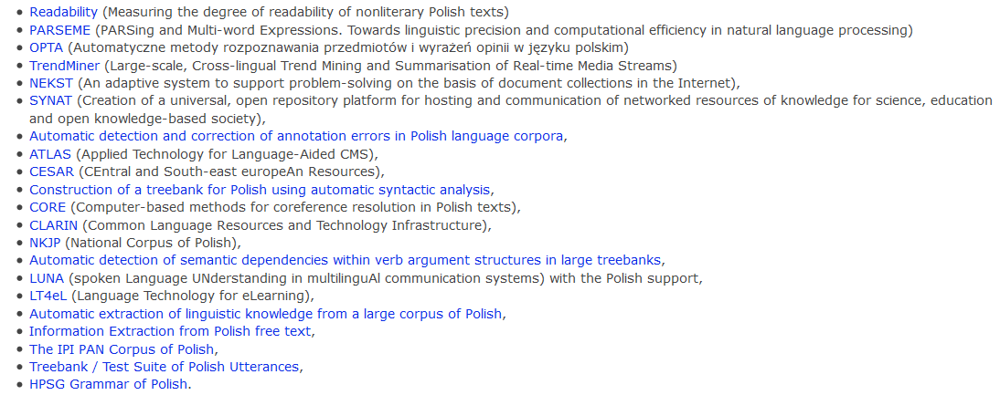 Readability (Measuring the degree of readability of nonliterary Polish texts)
PARSEME (PARSing and Multi-word Expressions. Towards linguistic precision and computational efficiency in natural language processing)
OPTA (Automatyczne metody rozpoznawania przedmiotów i wyrażeń opinii w języku polskim)
TrendMiner (Large-scale, Cross-lingual Trend Mining and Summarisation of Real-time Media Streams)
NEKST (An adaptive system to support problem-solving on the basis of document collections in the Internet),
SYNAT (Creation of a universal, open repository platform for hosting and communication of networked resources of knowledge for science, education
and open knowledge-based society),
Automatic detection and correction of annotation errors in Polish language corpora,
ATLAS (Applied Technology for Language-Aided CMS),
CESAR (CEntral and South-east europeAn Resources),
Construction of a treebank for Polish using automatic syntactic analysis,
CORE (Computer-based methods for coreference resolution in Polish texts),
CLARIN (Common Language Resources and Technology Infrastructure),
NKJP (National Corpus of Polish),
Automatic detection of semantic dependencies within verb argument structures in large treebanks,
LUNA (spoken Language UNderstanding in multilinguAl communication systems) with the Polish support,
LT4eL (Language Technology for eLearning),
Automatic extraction of linguistic knowledge from a large corpus of Polish,
Information Extraction from Polish free text,
The IPI PAN Corpus of Polish,
Treebank / Test Suite of Polish Utterances,
HPSG Grammar of Polish.